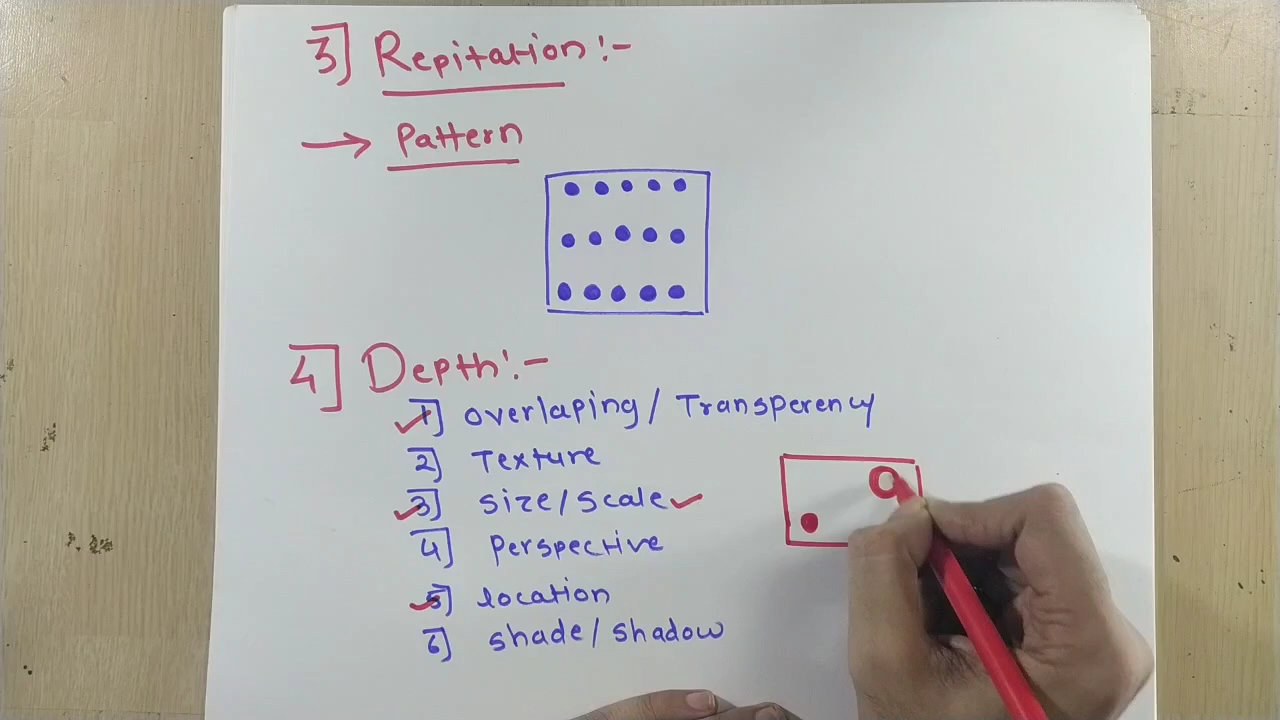 3] Repitation:-
→ Pattern
4] Depth:-
1] overlaping / Transperency
2] Texture
3] size/scale
4] Perspective
5] location
6] shade/shadow